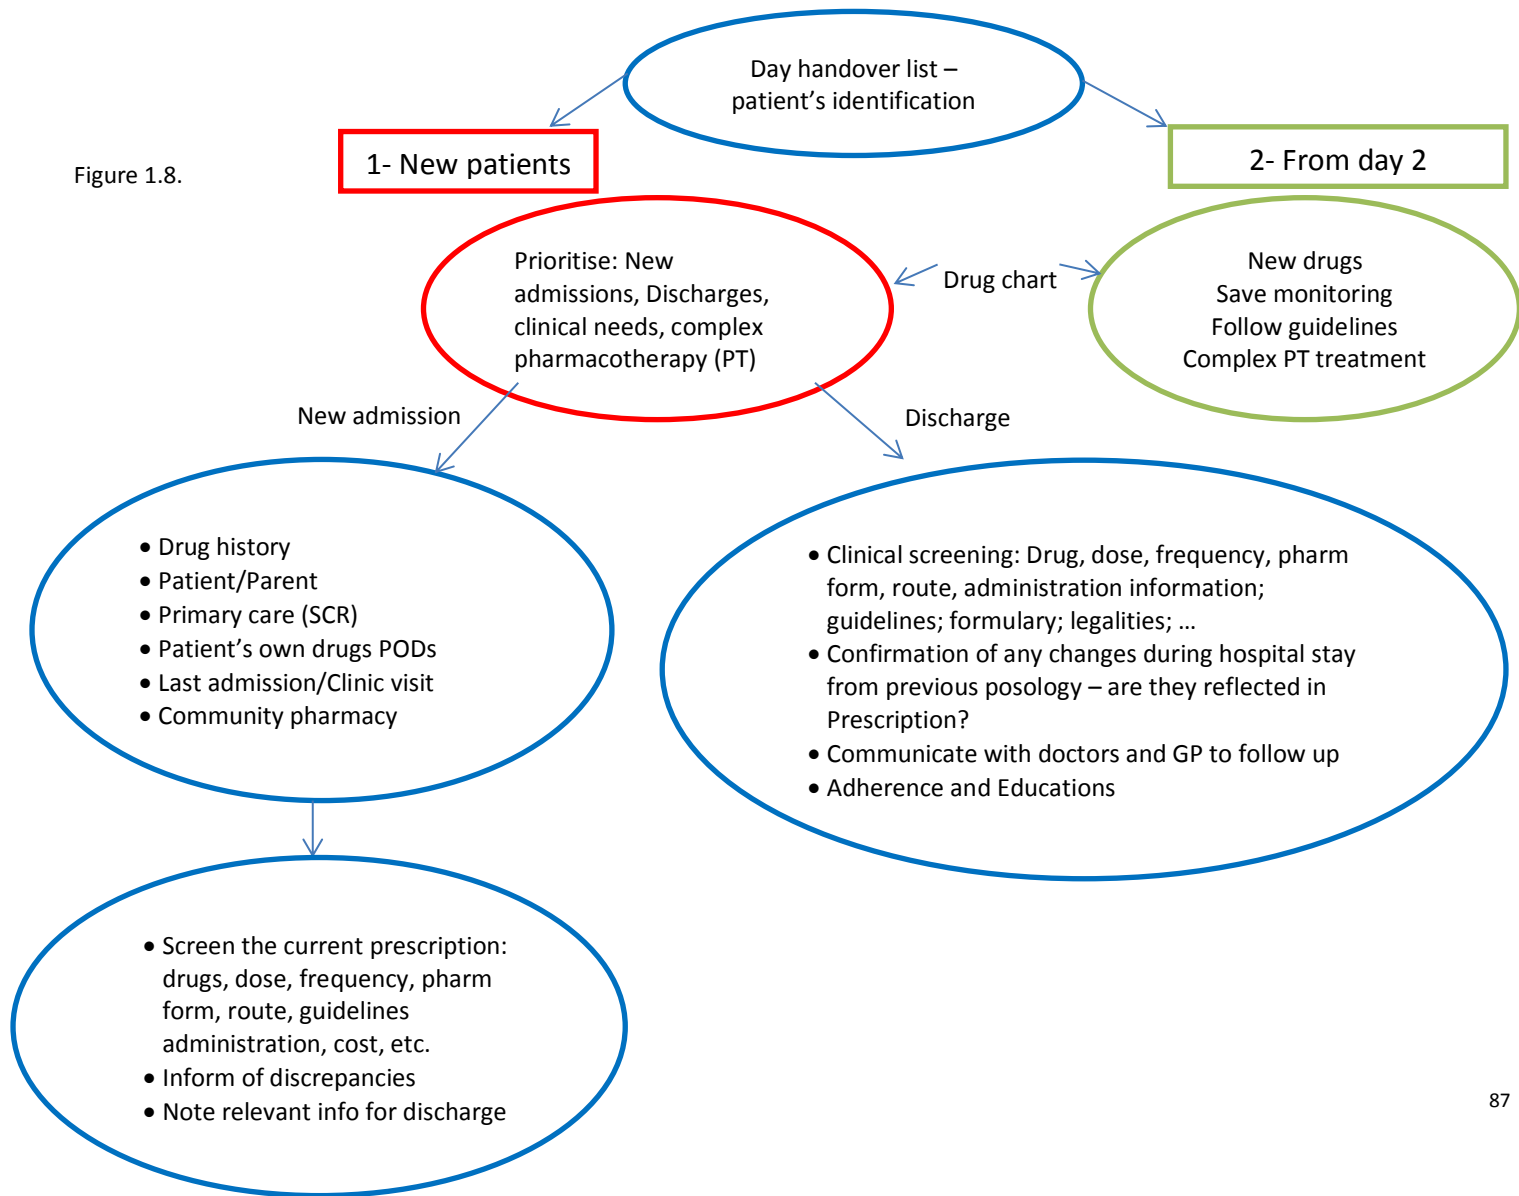 Day handover list –
patient's identification
1- New patients
2- From day 2
Figure 1.8.
Prioritise: New
admissions, Discharges,
clinical needs, complex
pharmacotherapy (PT)
Drug chart
New drugs
Save monitoring
Follow guidelines
Complex PT treatment
New admission
Discharge
• Drug history
• Patient/Parent
• Primary care (SCR)
• Patient's own drugs PODs
• Last admission/Clinic visit
• Community pharmacy
• Clinical screening: Drug, dose, frequency, pharm
form, route, administration information;
guidelines; formulary; legalities; …
• Confirmation of any changes during hospital stay
from previous posology – are they reflected in
Prescription?
• Communicate with doctors and GP to follow up
• Adherence and Educations
• Screen the current prescription:
drugs, dose, frequency, pharm
form, route, guidelines
administration, cost, etc.
• Inform of discrepancies
• Note relevant info for discharge
87